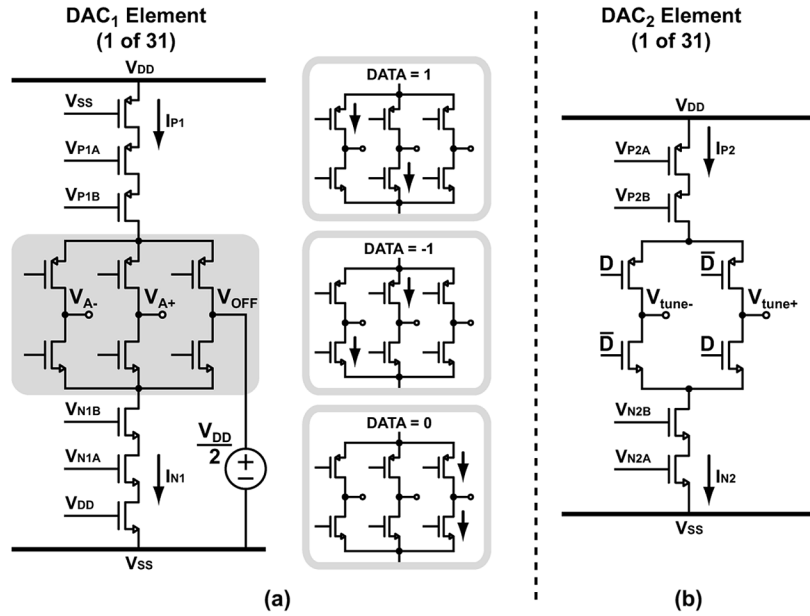 DAC1 Element
(1 of 31)
VDD
VSS
IP1
VP1A
VP1B
VA-
VA+
VOFF
VN1B
VN1A
VDD
IN1
VDD
2
VSS
DATA = 1
DATA = -1
DATA = 0
(a)
DAC2 Element
(1 of 31)
VDD
VP2A
IP2
VP2B
D
D̅
Vtune-
Vtune+
D̅
D
VN2B
VN2A
IN2
VSS
(b)